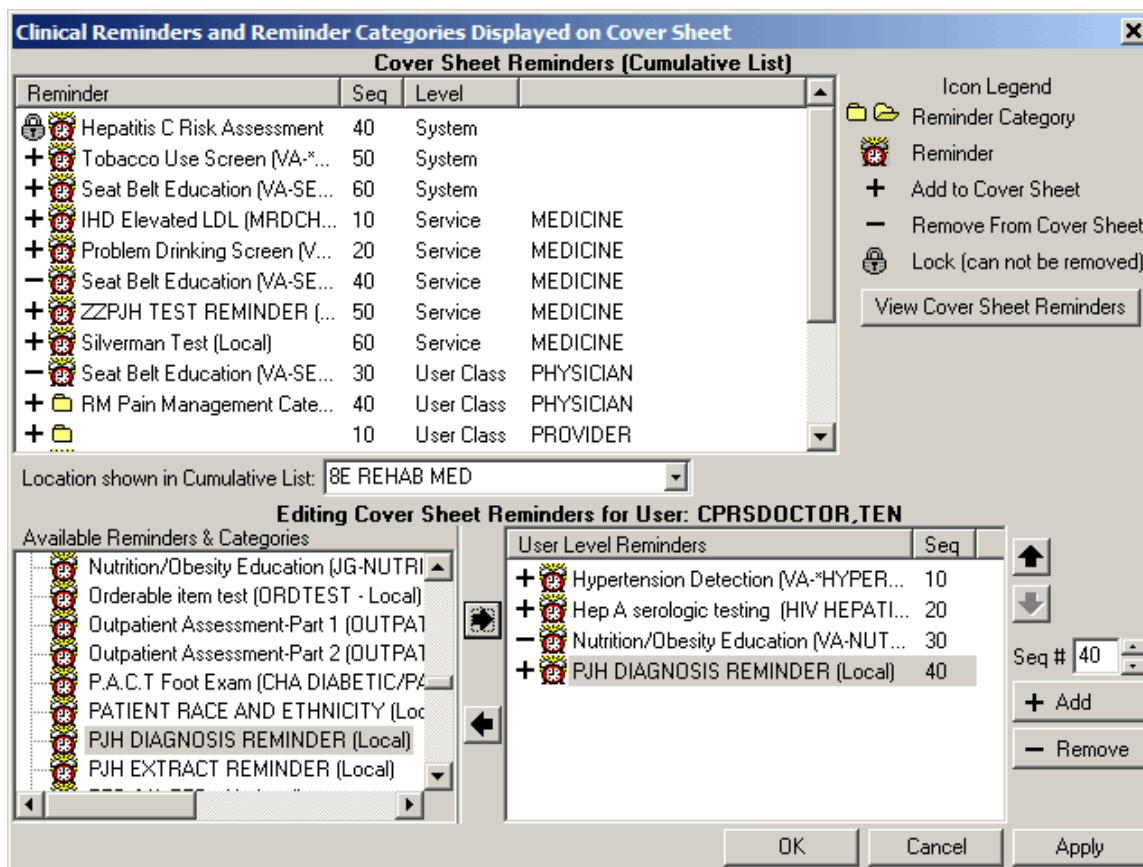 Clinical Reminders and Reminder Categories Displayed on Cover Sheet
Cover Sheet Reminders (Cumulative List)
Reminder Seq Level
Hepatitis C Risk Assessment 40 System
Tobacco Use Screen (VA-*... 50 System
Seat Belt Education (VA-SE... 60 System
IHD Elevated LDL (MRDCH... 10 Service MEDICINE
Problem Drinking Screen (V... 20 Service MEDICINE
Seat Belt Education (VA-SE... 40 Service MEDICINE
ZZPJH TEST REMINDER (... 50 Service MEDICINE
Silverman Test (Local) 60 Service MEDICINE
Seat Belt Education (VA-SE... 30 User Class PHYSICIAN
RM Pain Management Cate... 40 User Class PHYSICIAN
10 User Class PROVIDER
Icon Legend
Reminder Category
Reminder
+ Add to Cover Sheet
− Remove From Cover Sheet
Lock (can not be removed)
View Cover Sheet Reminders
Location shown in Cumulative List: 8E REHAB MED
Editing Cover Sheet Reminders for User: CPRSDOCTOR,TEN
Available Reminders & Categories
Nutrition/Obesity Education (JG-NUTRI
Orderable item test (ORDTEST - Local)
Outpatient Assessment-Part 1 (OUTPAT
Outpatient Assessment-Part 2 (OUTPAT
P.A.C.T Foot Exam (CHA DIABETIC/PA
PATIENT RACE AND ETHNICITY (Loc
PJH DIAGNOSIS REMINDER (Local)
PJH EXTRACT REMINDER (Local)
User Level Reminders Seq
Hypertension Detection (VA-*HYPER... 10
Hep A serologic testing (HIV HEPATI... 20
Nutrition/Obesity Education (VA-NUT... 30
PJH DIAGNOSIS REMINDER (Local) 40
Seq # 40
+ Add
− Remove
OK Cancel Apply